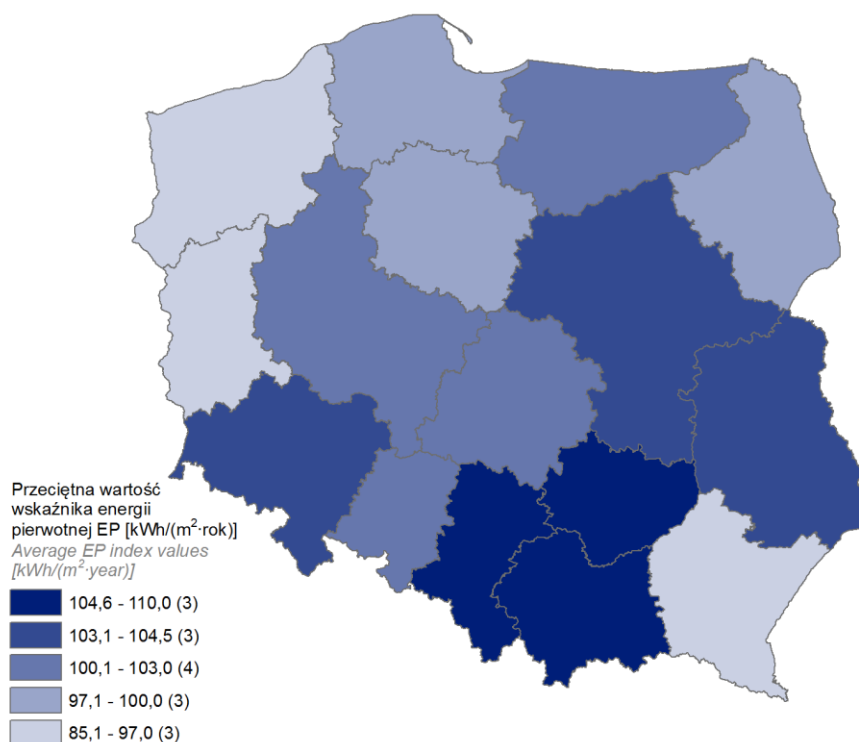 Przeciętna wartość
wskaźnika energii
pierwotnej EP [kWh/(m²·rok)]
Average EP index values
[kWh/(m²·year)]
104,6 - 110,0 (3)
103,1 - 104,5 (3)
100,1 - 103,0 (4)
97,1 - 100,0 (3)
85,1 - 97,0 (3)